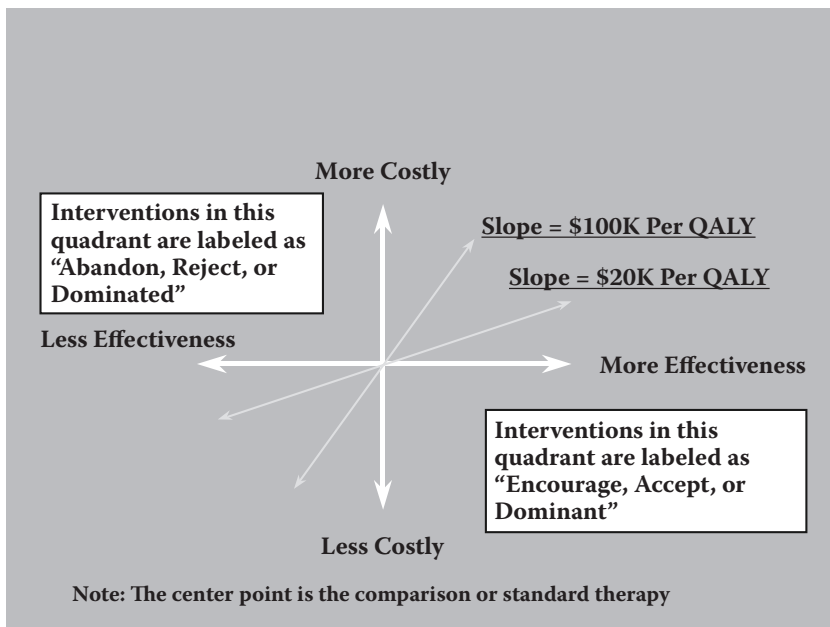 More Costly
Interventions in this
quadrant are labeled as
“Abandon, Reject, or
Dominated”
Slope = $100K Per QALY
Slope = $20K Per QALY
Less Effectiveness
More Effectiveness
Interventions in this
quadrant are labeled as
“Encourage, Accept, or
Dominant”
Less Costly
Note: The center point is the comparison or standard therapy